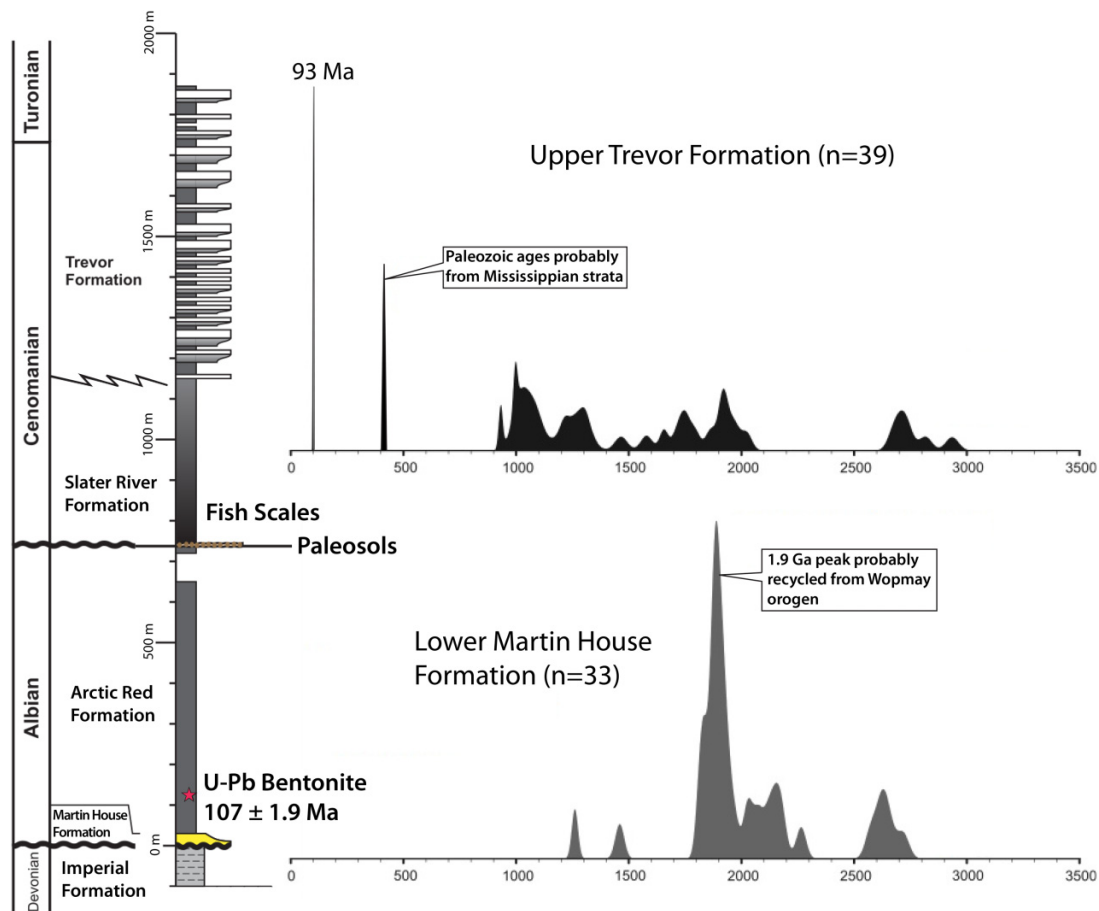 Turonian
Cenomanian
Albian
Devonian
Trevor
Formation
Slater River
Formation
Arctic Red
Formation
Martin House
Formation
Imperial
Formation
2000 m
1500 m
1000 m
500 m
0 m
Fish Scales
Paleosols
U-Pb Bentonite
107 ± 1.9 Ma
93 Ma
Upper Trevor Formation (n=39)
Paleozoic ages probably
from Mississippian strata
0 500 1000 1500 2000 2500 3000 3500
1.9 Ga peak probably
recycled from Wopmay
orogen
Lower Martin House
Formation (n=33)
0 500 1000 1500 2000 2500 3000 3500